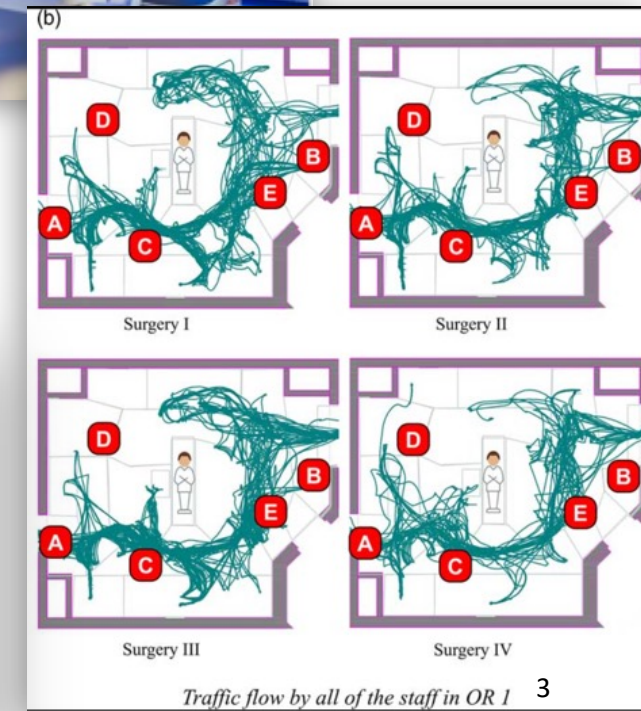 (b)
D
B
A
E
C
Surgery I
D
B
A
E
C
Surgery II
D
B
A
E
C
Surgery III
D
B
A
E
C
Surgery IV
Traffic flow by all of the staff in OR 1
3